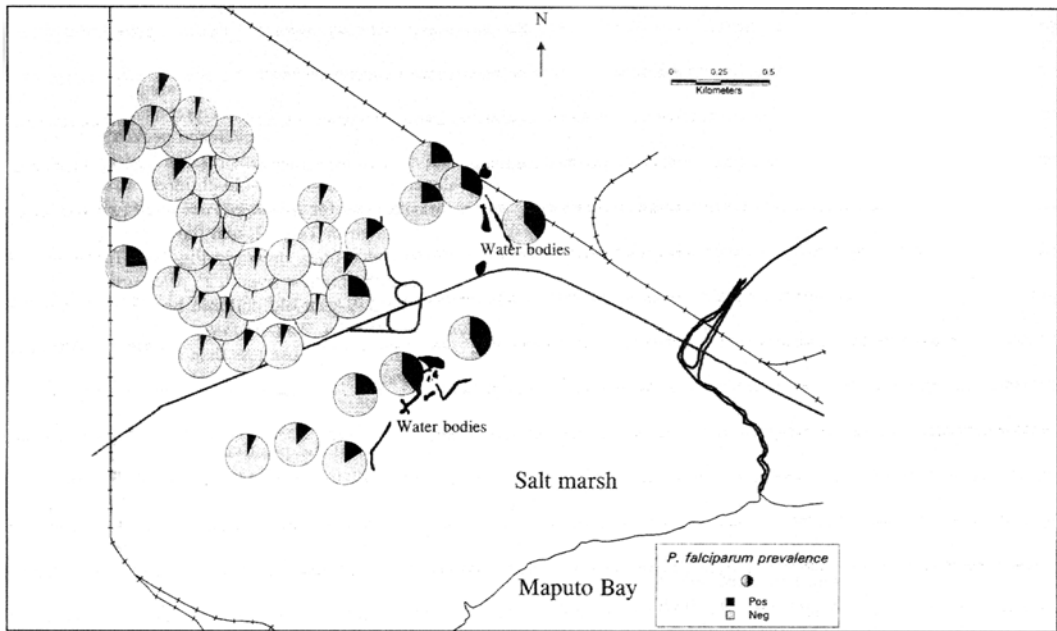 N
0 0.25 0.5
Kilometers
Water bodies
Water bodies
Salt marsh
Maputo Bay
P. falciparum prevalence
Pos
Neg